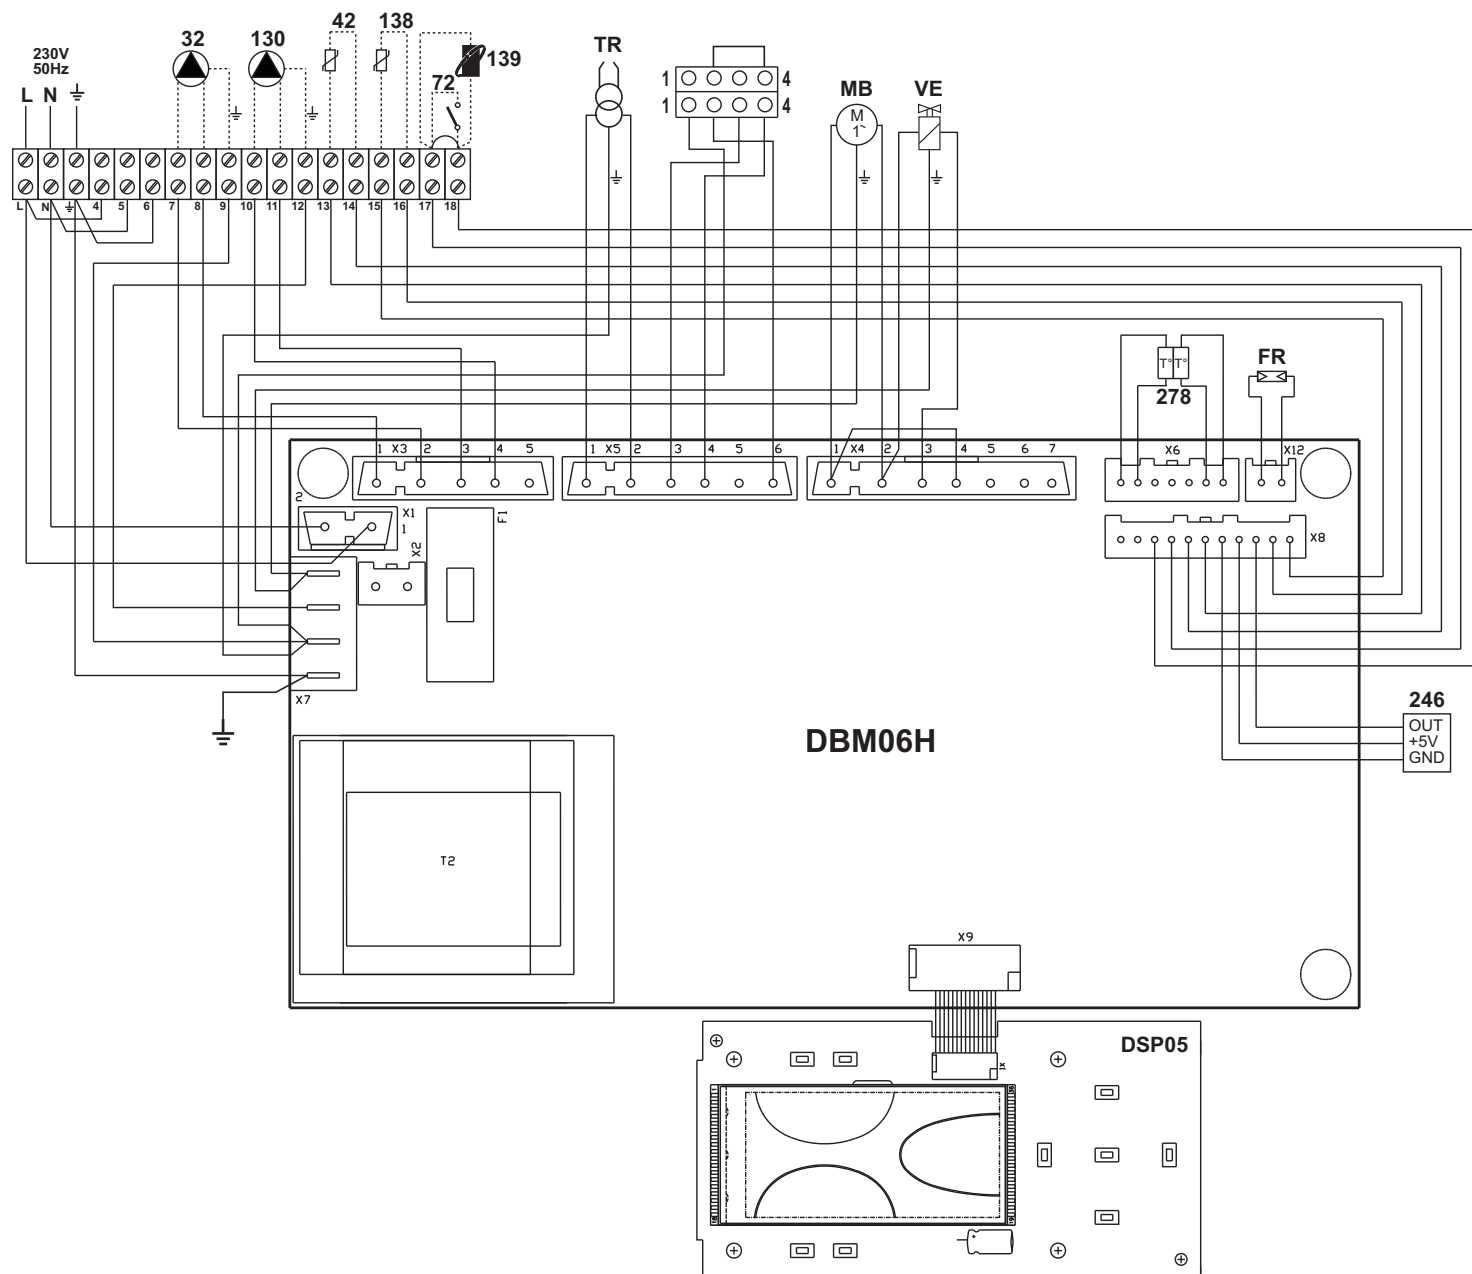 42 138
32 130
230V
50Hz
TR
139
72
1 4
1 4
MB VE
L N
M
1~
L N 4 5 6 7 8 9 10 11 12 13 14 15 16 17 18
T° T°
278
FR
1 X3 2 3 4 5
1 X5 2 3 4 5 6
1 X4 2 3 4 5 6 7
X6 X12
2 X1 1
F1
X2
X8
X7
246
OUT
+5V
GND
DBM06H
T2
X9
DSP05
X1